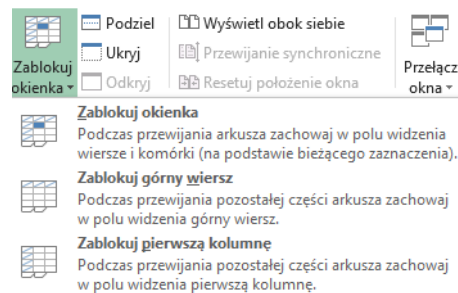 Zablokuj
okienka
Podziel
Ukryj
Odkryj
Wyświetl obok siebie
Przewijanie synchroniczne
Resetuj położenie okna
Przełącz
okna
Zablokuj okienka
Podczas przewijania arkusza zachowaj w polu widzenia
wiersze i komórki (na podstawie bieżącego zaznaczenia).
Zablokuj górny wiersz
Podczas przewijania pozostałej części arkusza zachowaj
w polu widzenia górny wiersz.
Zablokuj pierwszą kolumnę
Podczas przewijania pozostałej części arkusza zachowaj
w polu widzenia pierwszą kolumnę.